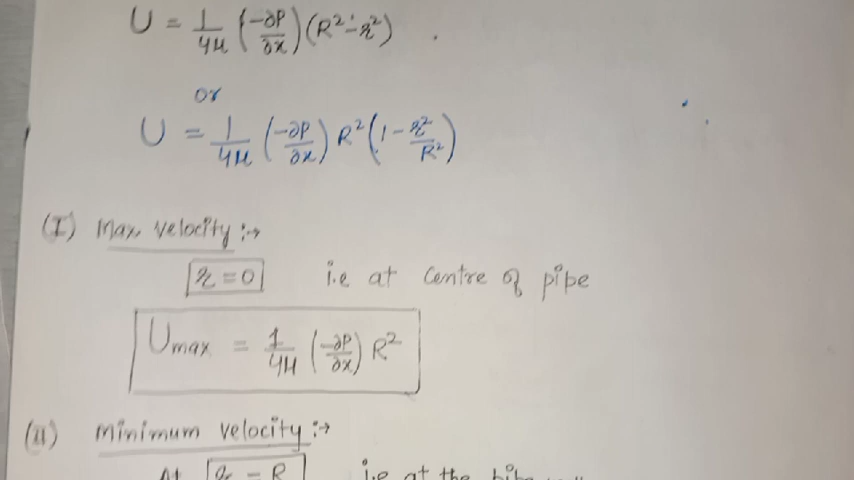 U = 1/4μ (-∂P/∂x) (R² - r²) .
or
U = 1/4μ (-∂P/∂x) R² (1 - r²/R²)
(I) Max. velocity :→
r = 0 i.e at centre of pipe
Umax = 1/4μ (-∂P/∂x) R²
(II) Minimum velocity :→
At r = R i.e at the pipe